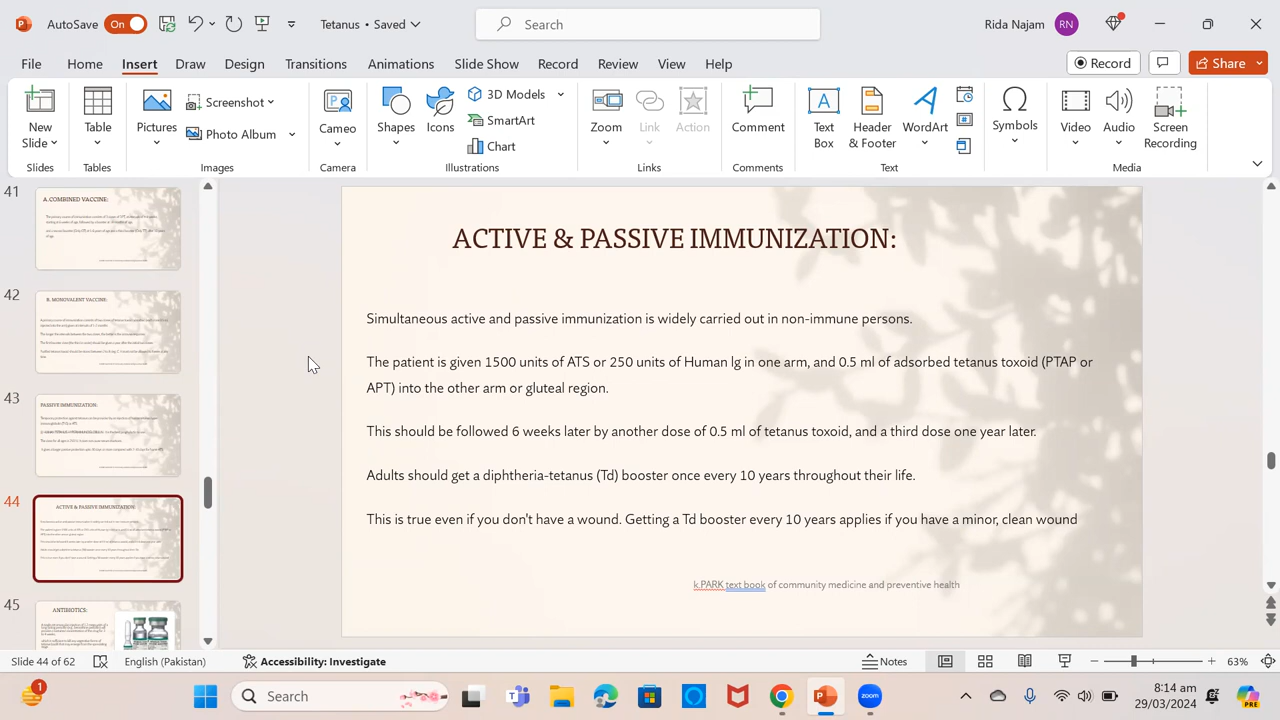 AutoSave On Tetanus • Saved Search Rida Najam RN
File Home Insert Draw Design Transitions Animations Slide Show Record Review View Help Record Share
New Slide Table Pictures Screenshot Photo Album Cameo Shapes Icons 3D Models SmartArt Chart Zoom Link Action Comment Text Box Header & Footer WordArt Symbols Video Audio Screen Recording
Slides Tables Images Camera Illustrations Links Comments Text Media
41
A.COMBINED VACCINE:
42
B. MONOVALENT VACCINE:
43
PASSIVE IMMUNIZATION:
44
ACTIVE & PASSIVE IMMUNIZATION:
45
ANTIBIOTICS:
ACTIVE & PASSIVE IMMUNIZATION:
Simultaneous active and passive immunization is widely carried out in non-immune persons.
The patient is given 1500 units of ATS or 250 units of Human Ig in one arm, and 0.5 ml of adsorbed tetanus toxoid (PTAP or
APT) into the other arm or gluteal region.
This should be followed 6 weeks later by another dose of 0.5 ml of tetanus toxoid, and a third dose 1 year later.
Adults should get a diphtheria-tetanus (Td) booster once every 10 years throughout their life.
This is true even if you don't have a wound. Getting a Td booster every 10 years applies if you have a minor, clean wound
k.PARK text book of community medicine and preventive health
Slide 44 of 62 English (Pakistan) Accessibility: Investigate Notes 63%
1 Search zoom PRE
8:14 am
29/03/2024